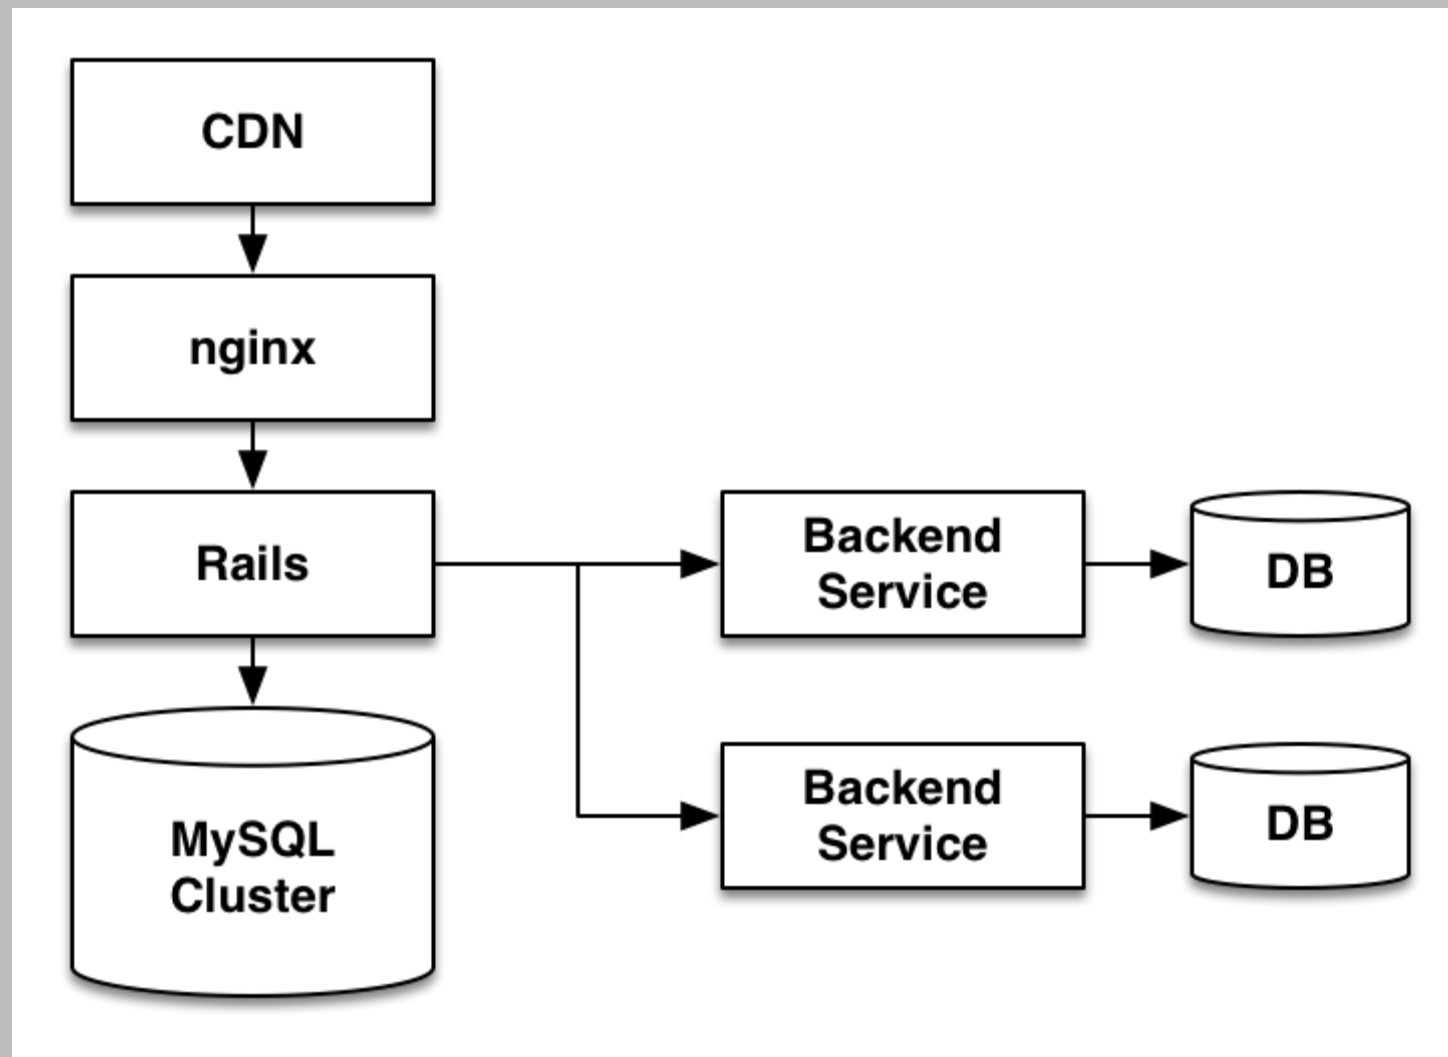 CDN
nginx
Rails
Backend
Service
DB
MySQL
Cluster
Backend
Service
DB